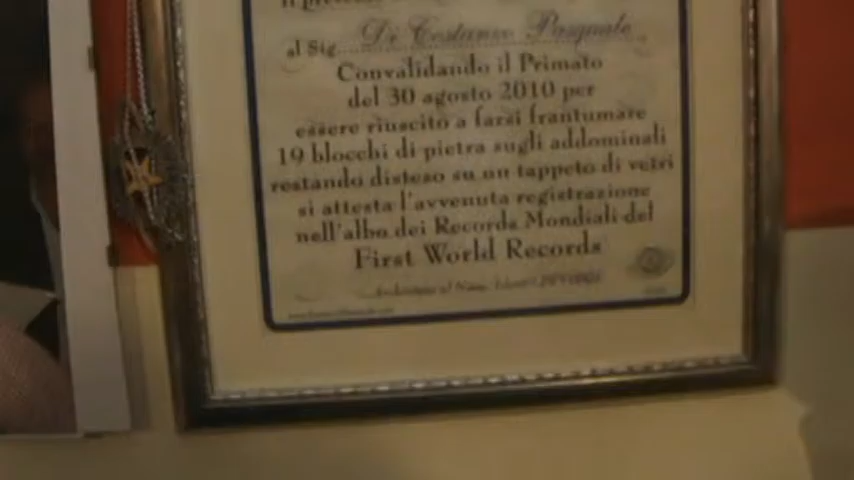 al Sig. Di Costanzo Pasquale
Convalidando il Primato
del 30 agosto 2010 per
essere riuscito a farsi frantumare
19 blocchi di pietra sugli addominali
restando disteso su un tappeto di vetri
si attesta l'avvenuta registrazione
nell'albo dei Records Mondiali del
First World Records